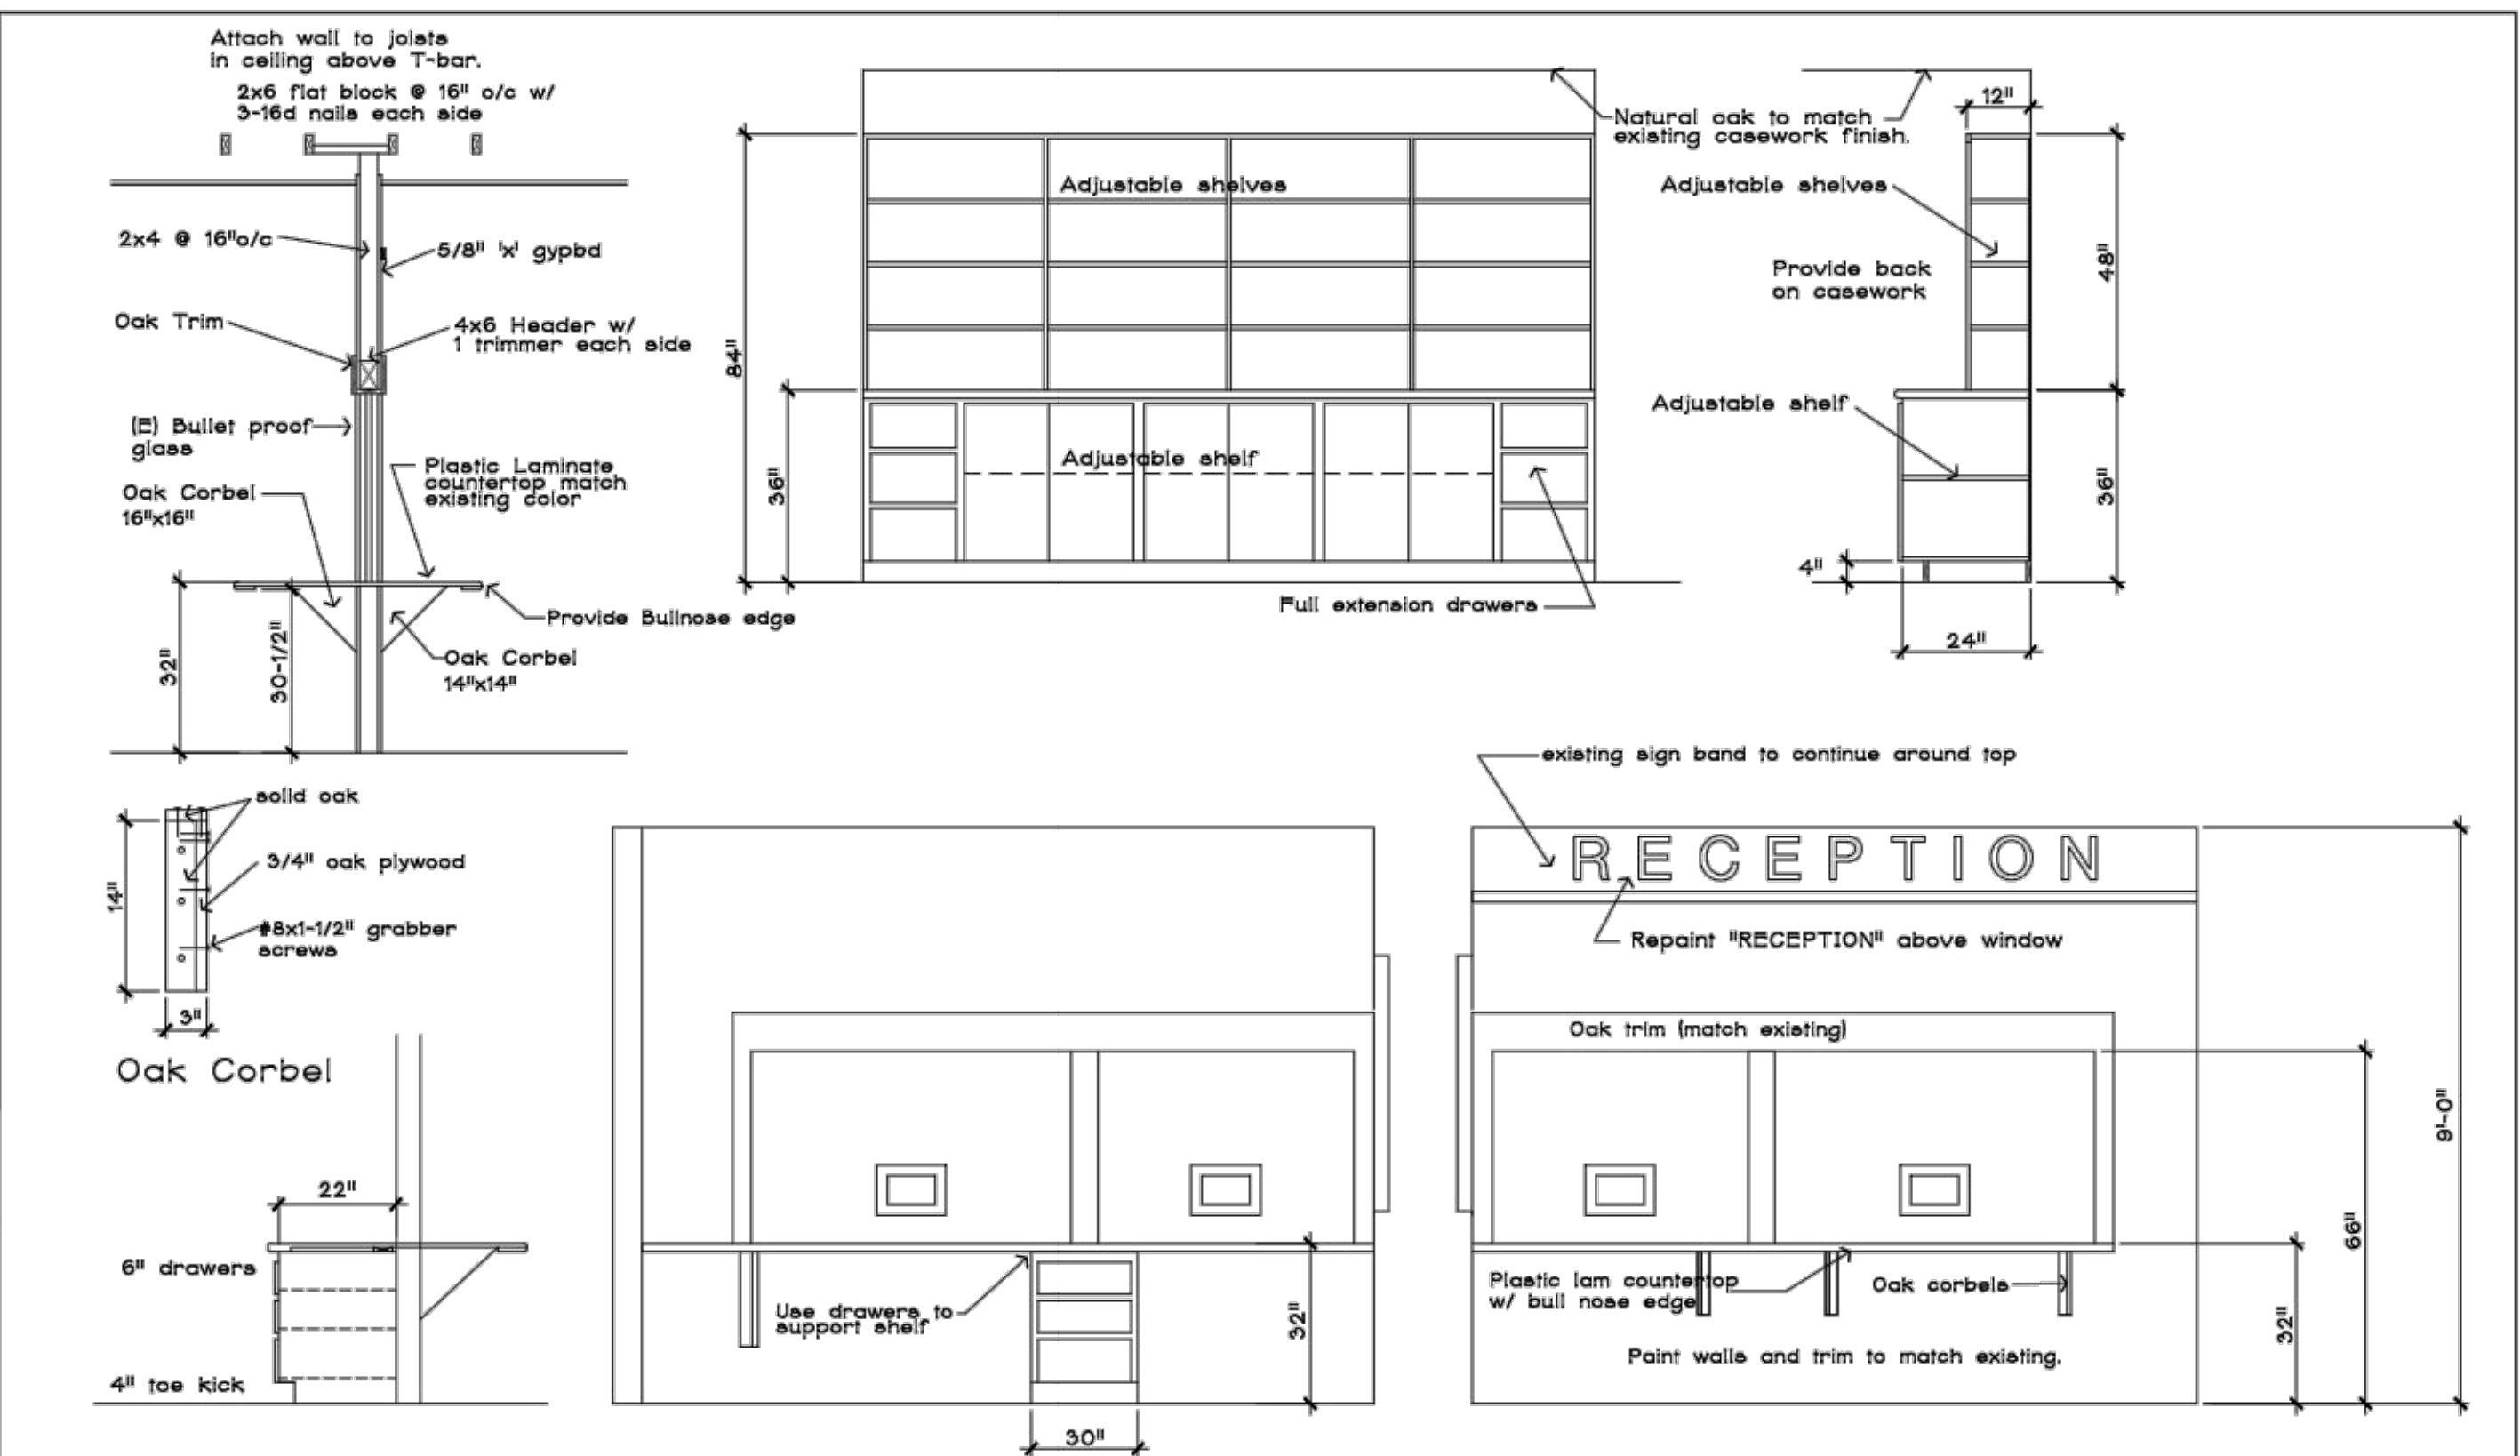 Attach wall to joists
in ceiling above T-bar.
2x6 flat block @ 16" o/c w/
3-16d nails each side
2x4 @ 16"o/c
5/8" 'x' gypbd
Oak Trim
4x6 Header w/
1 trimmer each side
(E) Bullet proof
glass
Plastic Laminate
countertop match
existing color
Oak Corbel
16"x16"
Provide Bullnose edge
Oak Corbel
14"x14"
32"
30-1/2"
84"
36"
Adjustable shelves
Adjustable shelf
Full extension drawers
Natural oak to match
existing casework finish.
12"
Adjustable shelves
Provide back
on casework
48"
Adjustable shelf
36"
4"
24"
solid oak
3/4" oak plywood
14"
#8x1-1/2" grabber
screws
3"
Oak Corbel
22"
6" drawers
4" toe kick
Use drawers to
support shelf
32"
30"
existing sign band to continue around top
RECEPTION
Repaint "RECEPTION" above window
Oak trim (match existing)
Plastic lam countertop
w/ bull nose edge
Oak corbels
Paint walls and trim to match existing.
32"
66"
9'-0"